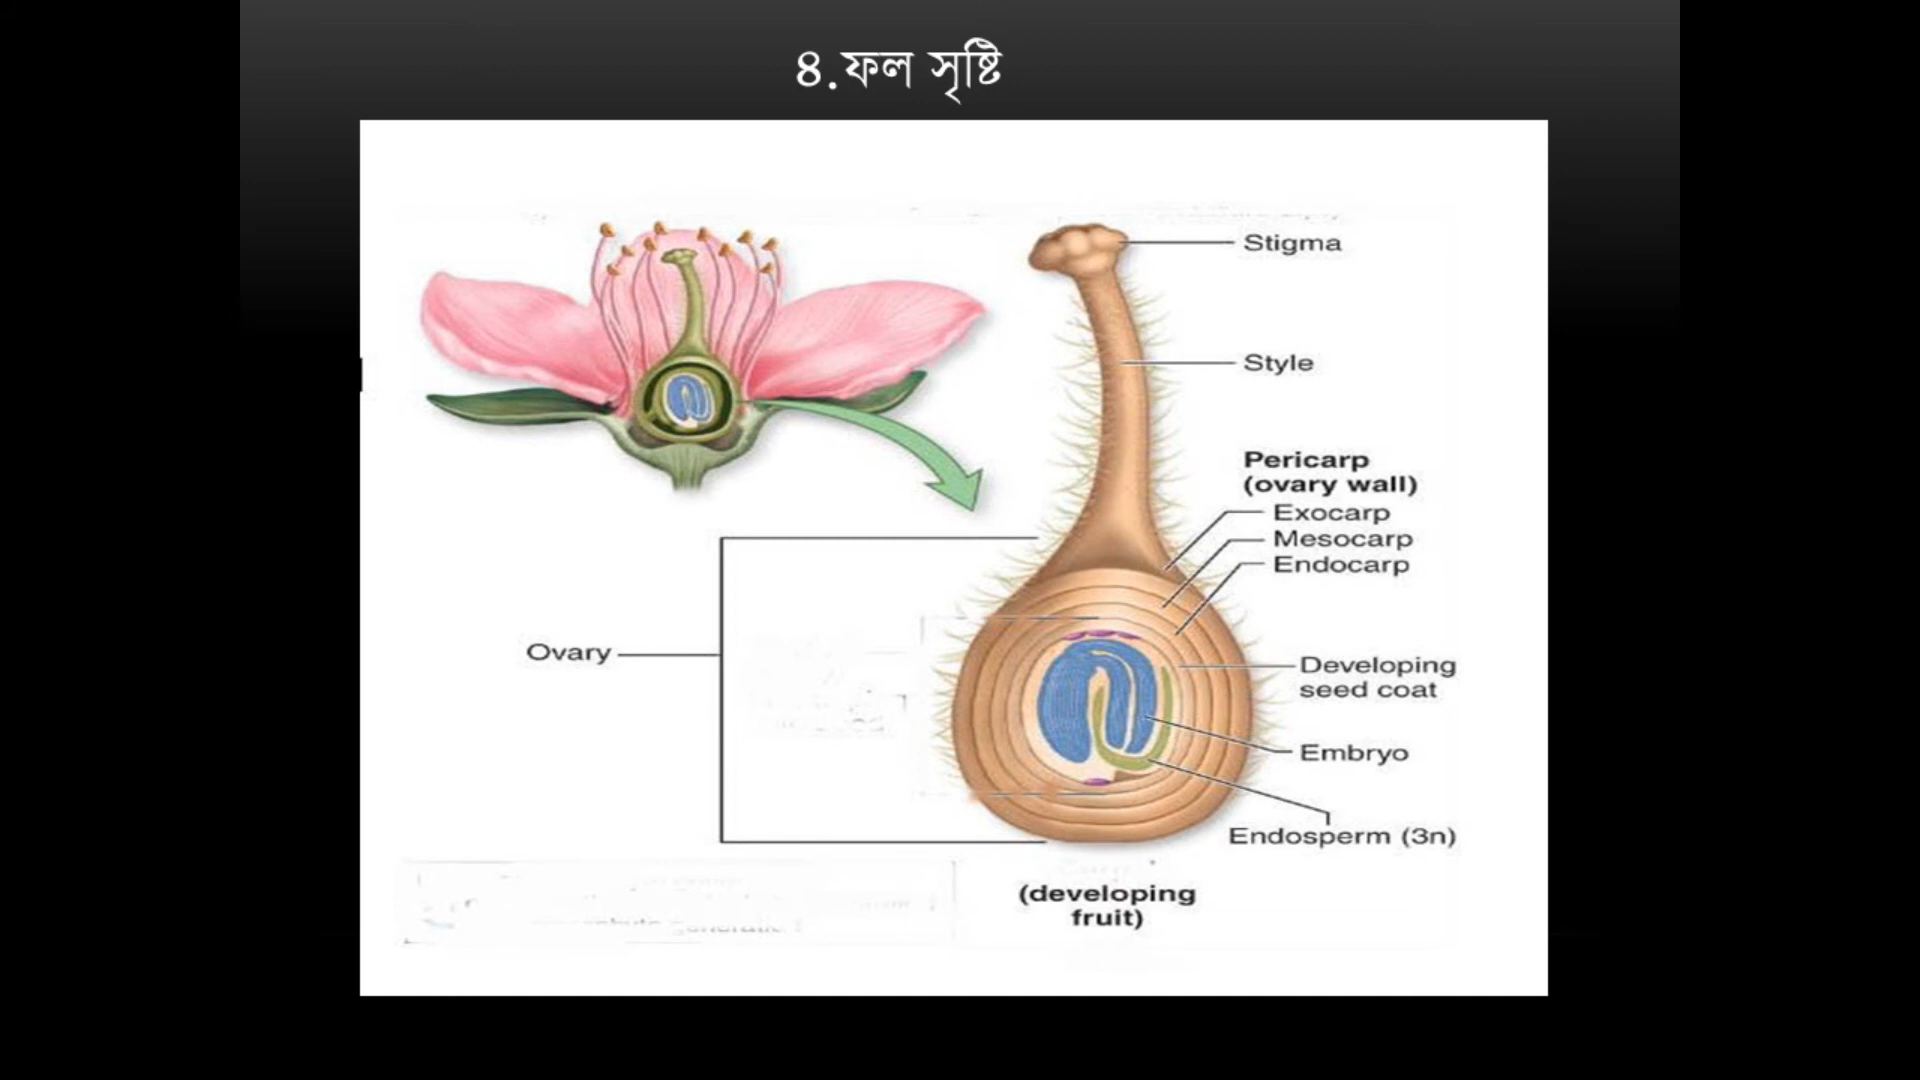 ৪.ফল সৃষ্টি
Stigma
Style
Pericarp
(ovary wall)
Exocarp
Mesocarp
Endocarp
Ovary
Developing
seed coat
Embryo
Endosperm (3n)
(developing
fruit)